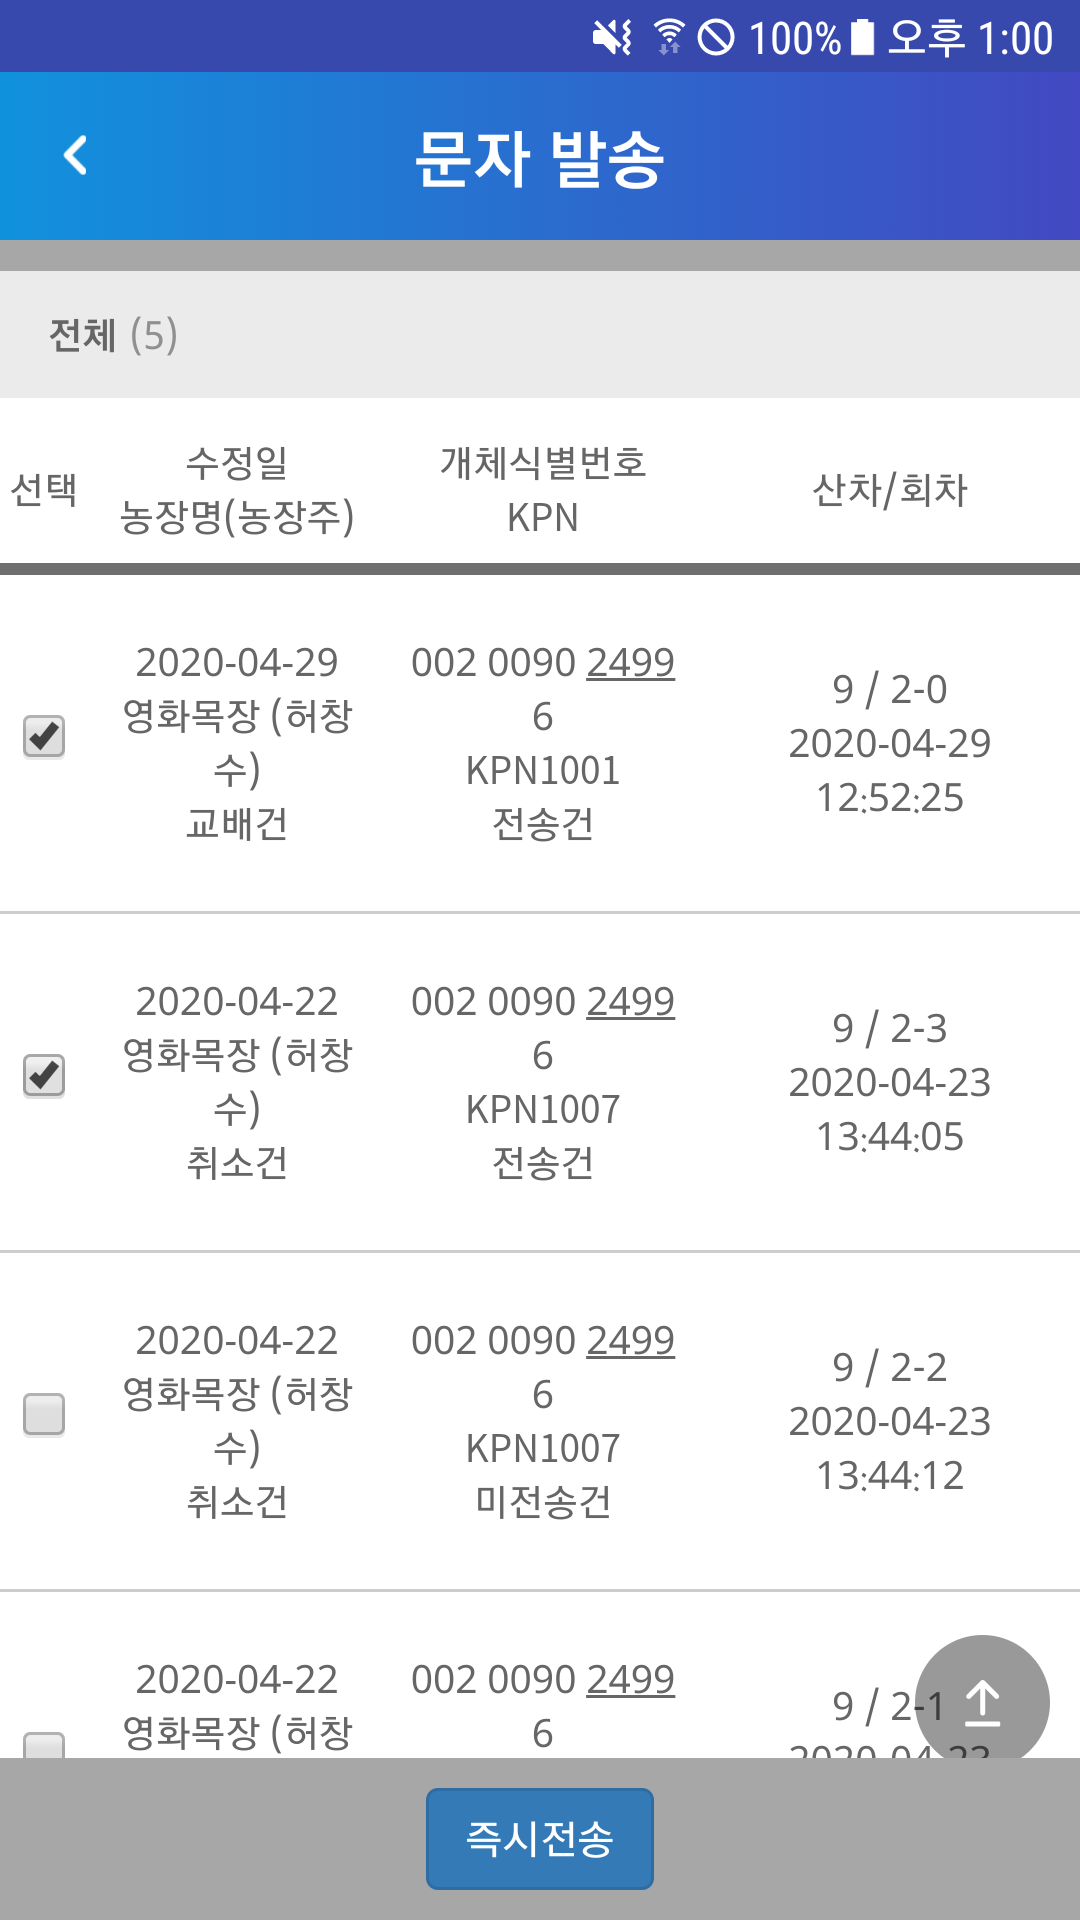 100% 오후 1:00
문자 발송
전체 (5)
선택
수정일
농장명(농장주)
개체식별번호
KPN
산차/회차
2020-04-29
영화목장 (허창
수)
교배건
002 0090 2499
6
KPN1001
전송건
9 / 2-0
2020-04-29
12:52:25
2020-04-22
영화목장 (허창
수)
취소건
002 0090 2499
6
KPN1007
전송건
9 / 2-3
2020-04-23
13:44:05
2020-04-22
영화목장 (허창
수)
취소건
002 0090 2499
6
KPN1007
미전송건
9 / 2-2
2020-04-23
13:44:12
2020-04-22
영화목장 (허창
002 0090 2499
6
9 / 2-1
2020-04-23
즉시전송